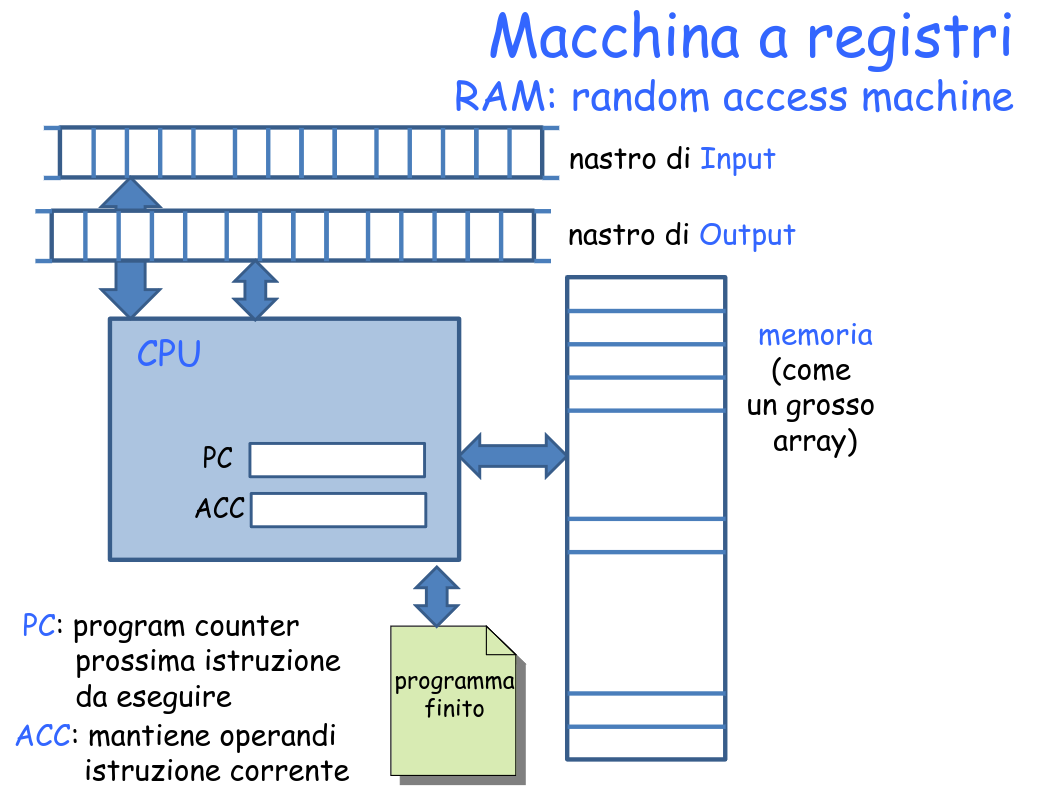 Macchina a registri
RAM: random access machine
nastro di Input
nastro di Output
CPU
PC
ACC
memoria
(come
un grosso
array)
PC: program counter
prossima istruzione
da eseguire
ACC: mantiene operandi
istruzione corrente
programma
finito